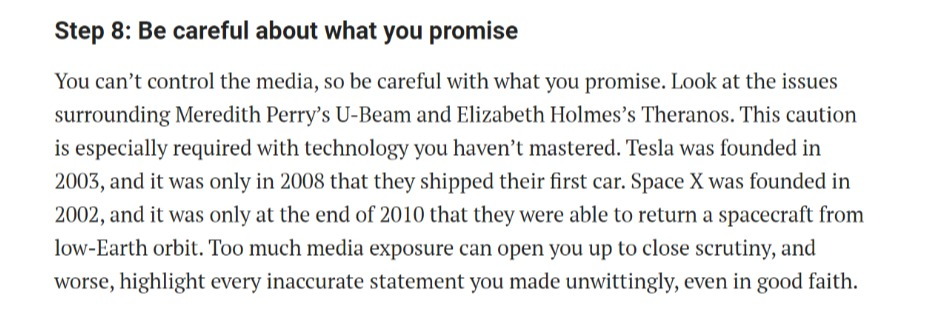 Step 8: Be careful about what you promise
You can’t control the media, so be careful with what you promise. Look at the issues
surrounding Meredith Perry’s U-Beam and Elizabeth Holmes’s Theranos. This caution
is especially required with technology you haven’t mastered. Tesla was founded in
2003, and it was only in 2008 that they shipped their first car. Space X was founded in
2002, and it was only at the end of 2010 that they were able to return a spacecraft from
low-Earth orbit. Too much media exposure can open you up to close scrutiny, and
worse, highlight every inaccurate statement you made unwittingly, even in good faith.